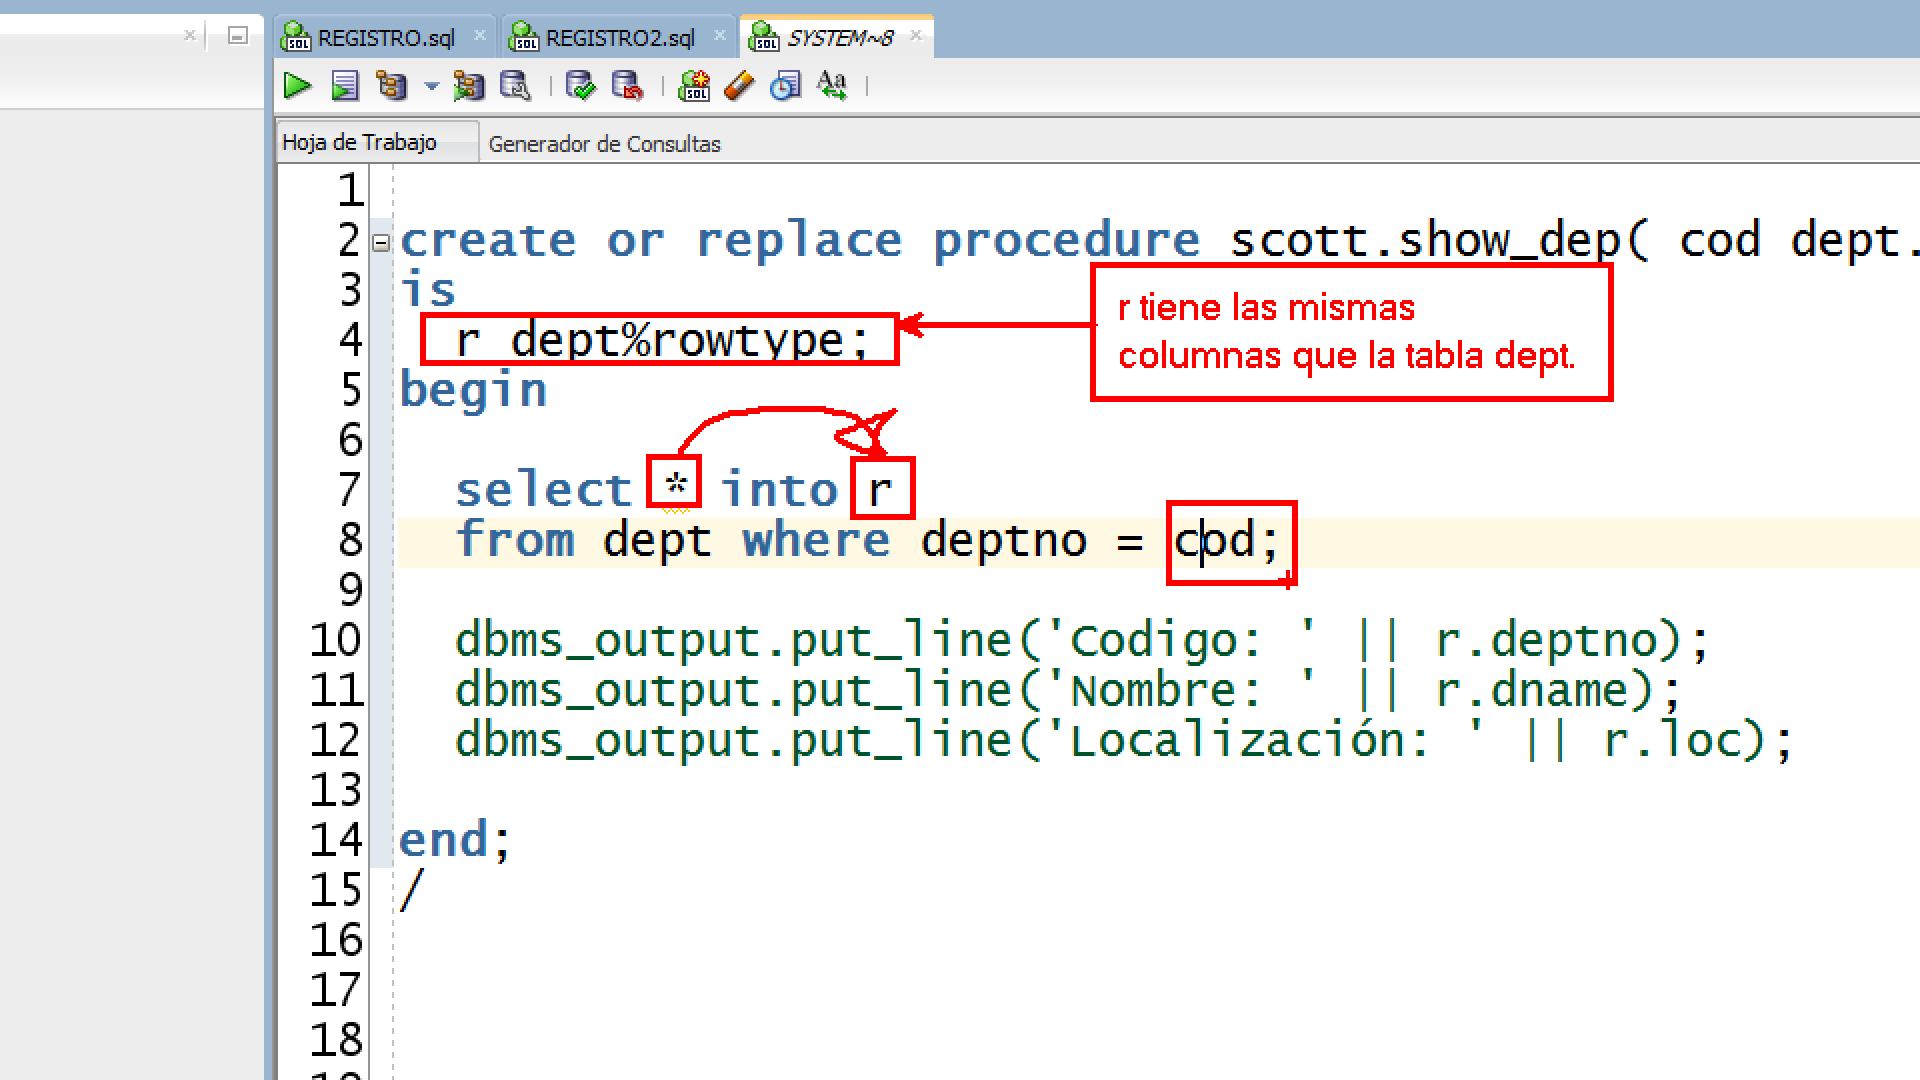 REGISTRO.sql REGISTRO2.sql SYSTEM~8
Hoja de Trabajo Generador de Consultas
1
2 create or replace procedure scott.show_dep( cod dept.
3 is
4 r dept%rowtype;
r tiene las mismas
columnas que la tabla dept.
5 begin
6
7 select * into r
8 from dept where deptno = cod;
9
10 dbms_output.put_line('Codigo: ' || r.deptno);
11 dbms_output.put_line('Nombre: ' || r.dname);
12 dbms_output.put_line('Localización: ' || r.loc);
13
14 end;
15 /
16
17
18